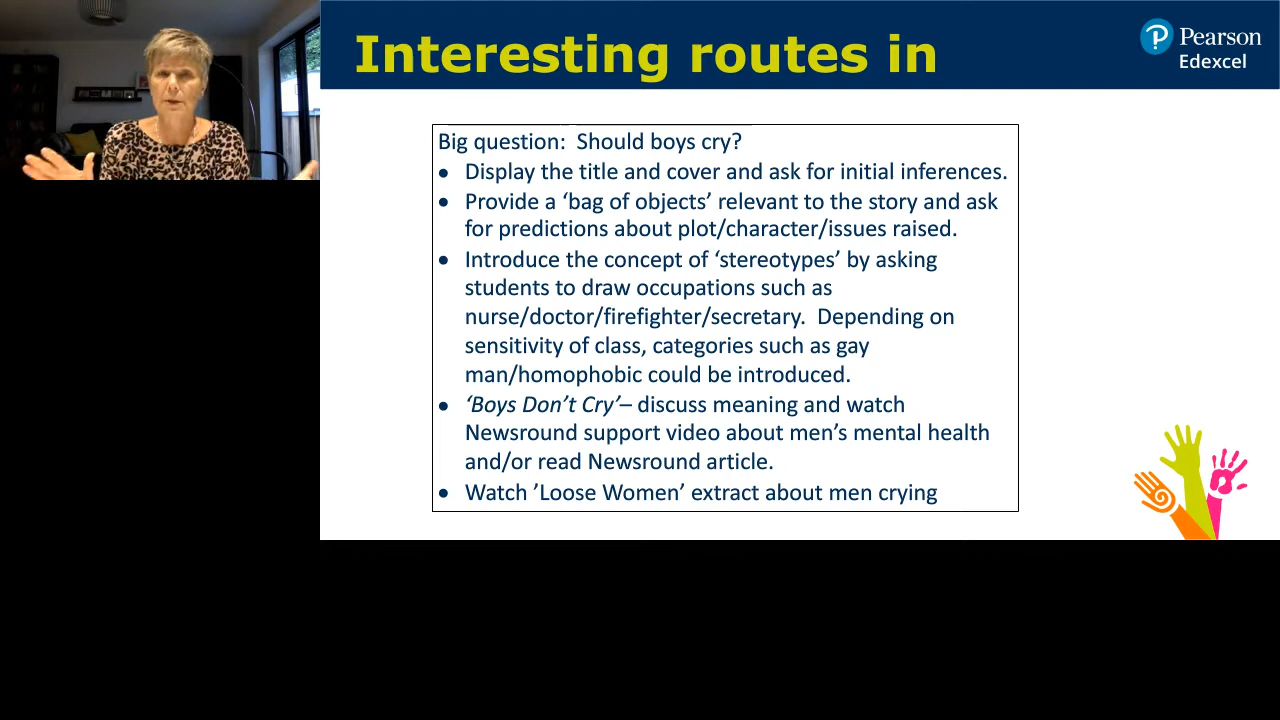 Interesting routes in
Pearson
Edexcel
Big question:  Should boys cry?
• Display the title and cover and ask for initial inferences.
• Provide a ‘bag of objects’ relevant to the story and ask
for predictions about plot/character/issues raised.
• Introduce the concept of ‘stereotypes’ by asking
students to draw occupations such as
nurse/doctor/firefighter/secretary.  Depending on
sensitivity of class, categories such as gay
man/homophobic could be introduced.
• ‘Boys Don’t Cry’– discuss meaning and watch
Newsround support video about men’s mental health
and/or read Newsround article.
• Watch ’Loose Women’ extract about men crying